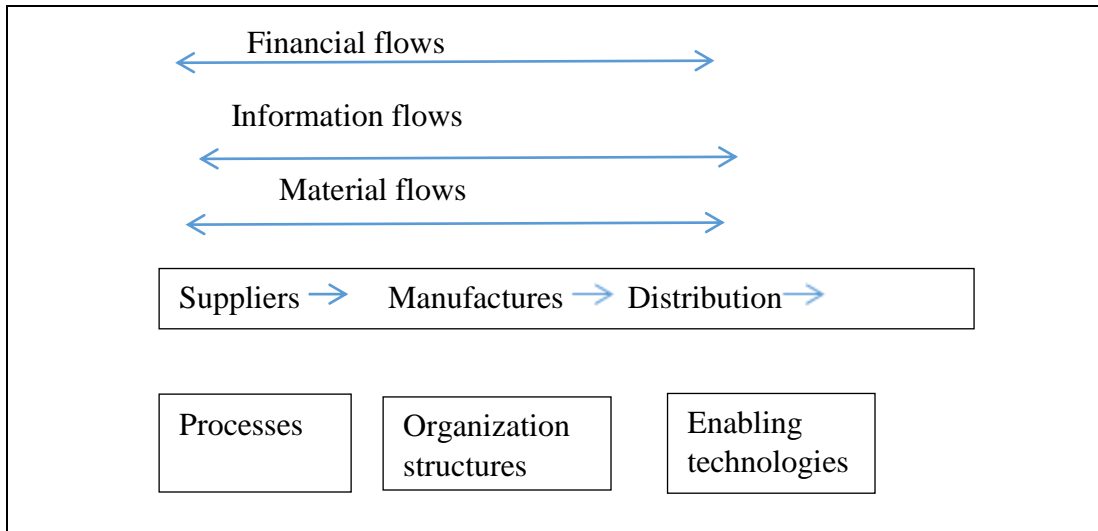 Financial flows
Information flows
Material flows
Suppliers Manufactures Distribution
Processes
Organization
structures
Enabling
technologies